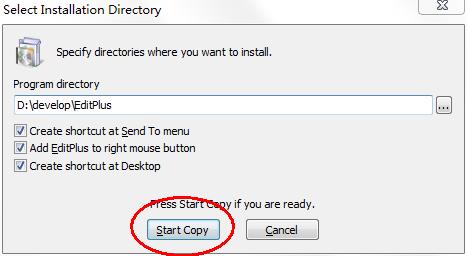 Select Installation Directory
Specify directories where you want to install.
Program directory
D:\develop\EditPlus
...
Create shortcut at Send To menu
Add EditPlus to right mouse button
Create shortcut at Desktop
Press Start Copy if you are ready.
Start Copy Cancel